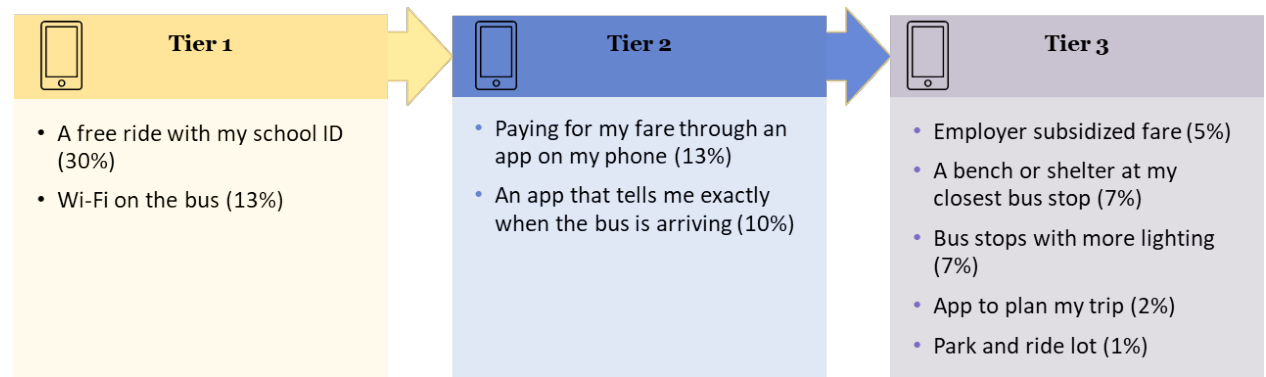 Tier 1
• A free ride with my school ID
(30%)
• Wi-Fi on the bus (13%)
Tier 2
• Paying for my fare through an
app on my phone (13%)
• An app that tells me exactly
when the bus is arriving (10%)
Tier 3
• Employer subsidized fare (5%)
• A bench or shelter at my
closest bus stop (7%)
• Bus stops with more lighting
(7%)
• App to plan my trip (2%)
• Park and ride lot (1%)